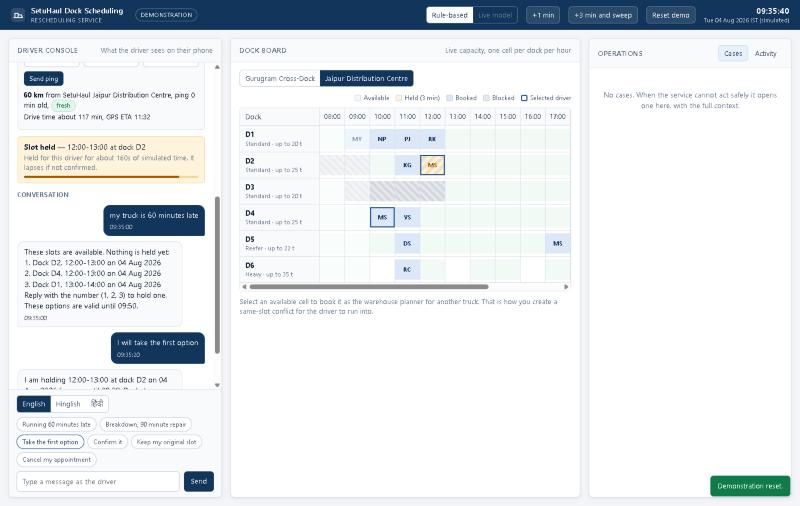 SetuHaul Dock Scheduling
RESCHEDULING SERVICE
DEMONSTRATION
Rule-based
Live model
+1 min
+3 min and sweep
Reset demo
09:35:40
Tue 04 Aug 2026 IST (simulated)
DRIVER CONSOLE
What the driver sees on their phone
Send ping
60 km from SetuHaul Jaipur Distribution Centre, ping 0
min old, fresh
Drive time about 117 min, GPS ETA 11:32
Slot held — 12:00-13:00 at dock D2
Held for this driver for about 160s of simulated time. It
lapses if not confirmed.
CONVERSATION
my truck is 60 minutes late
09:35:00
These slots are available. Nothing is held yet:
1. Dock D2, 12:00-13:00 on 04 Aug 2026
2. Dock D4, 12:00-13:00 on 04 Aug 2026
3. Dock D1, 13:00-14:00 on 04 Aug 2026
Reply with the number (1, 2, 3) to hold one.
These options are valid until 09:50.
09:35:00
I will take the first option
09:35:20
I am holding 12:00-13:00 at dock D2 on 04
English
Hinglish
हिंदी
Running 60 minutes late
Breakdown, 90 minute repair
Take the first option
Confirm it
Keep my original slot
Cancel my appointment
Type a message as the driver
Send
DOCK BOARD
Live capacity, one cell per dock per hour
Gurugram Cross-Dock
Jaipur Distribution Centre
Available
Held (3 min)
Booked
Blocked
Selected driver
Dock 08:00 09:00 10:00 11:00 12:00 13:00 14:00 15:00 16:00 17:00
D1 MY NP PJ RK
Standard · up to 20 t
D2 KG MS
Standard · up to 25 t
D3
Standard · up to 20 t
D4 MS VS
Standard · up to 25 t
D5 DS MS
Reefer · up to 22 t
D6 RC
Heavy · up to 35 t
Select an available cell to book it as the warehouse planner for another truck. That is how you create a
same-slot conflict for the driver to run into.
OPERATIONS
Cases
Activity
No cases. When the service cannot act safely it opens
one here, with the full context.
Demonstration reset.